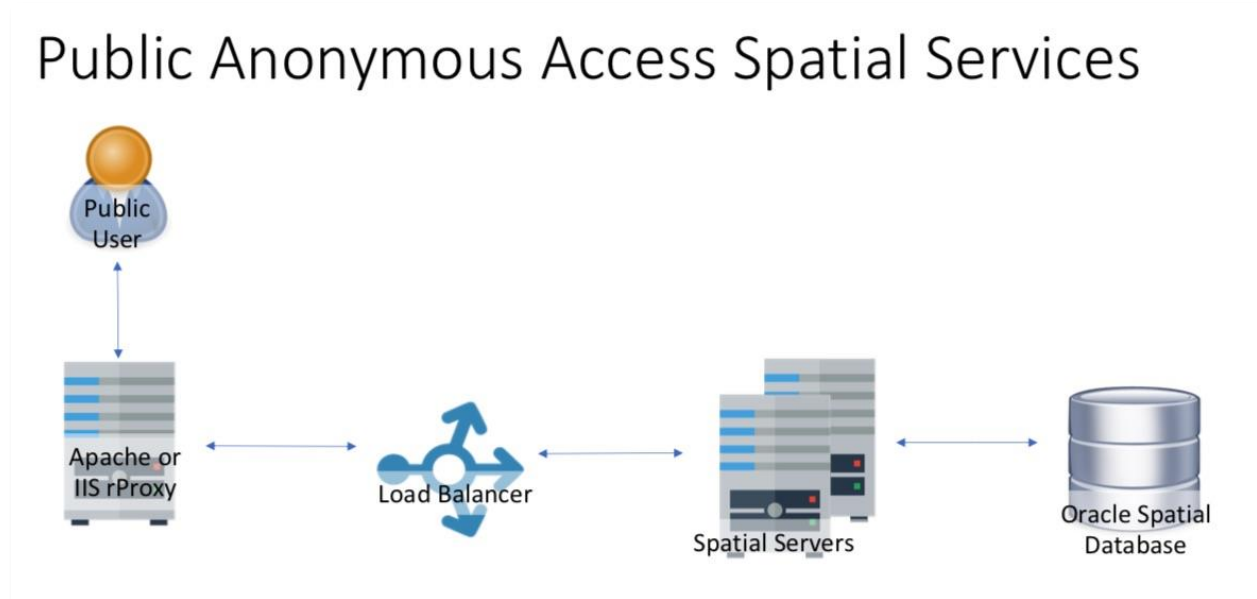 Public Anonymous Access Spatial Services
Public
User
Apache or
IIS rProxy
Load Balancer
Spatial Servers
Oracle Spatial
Database